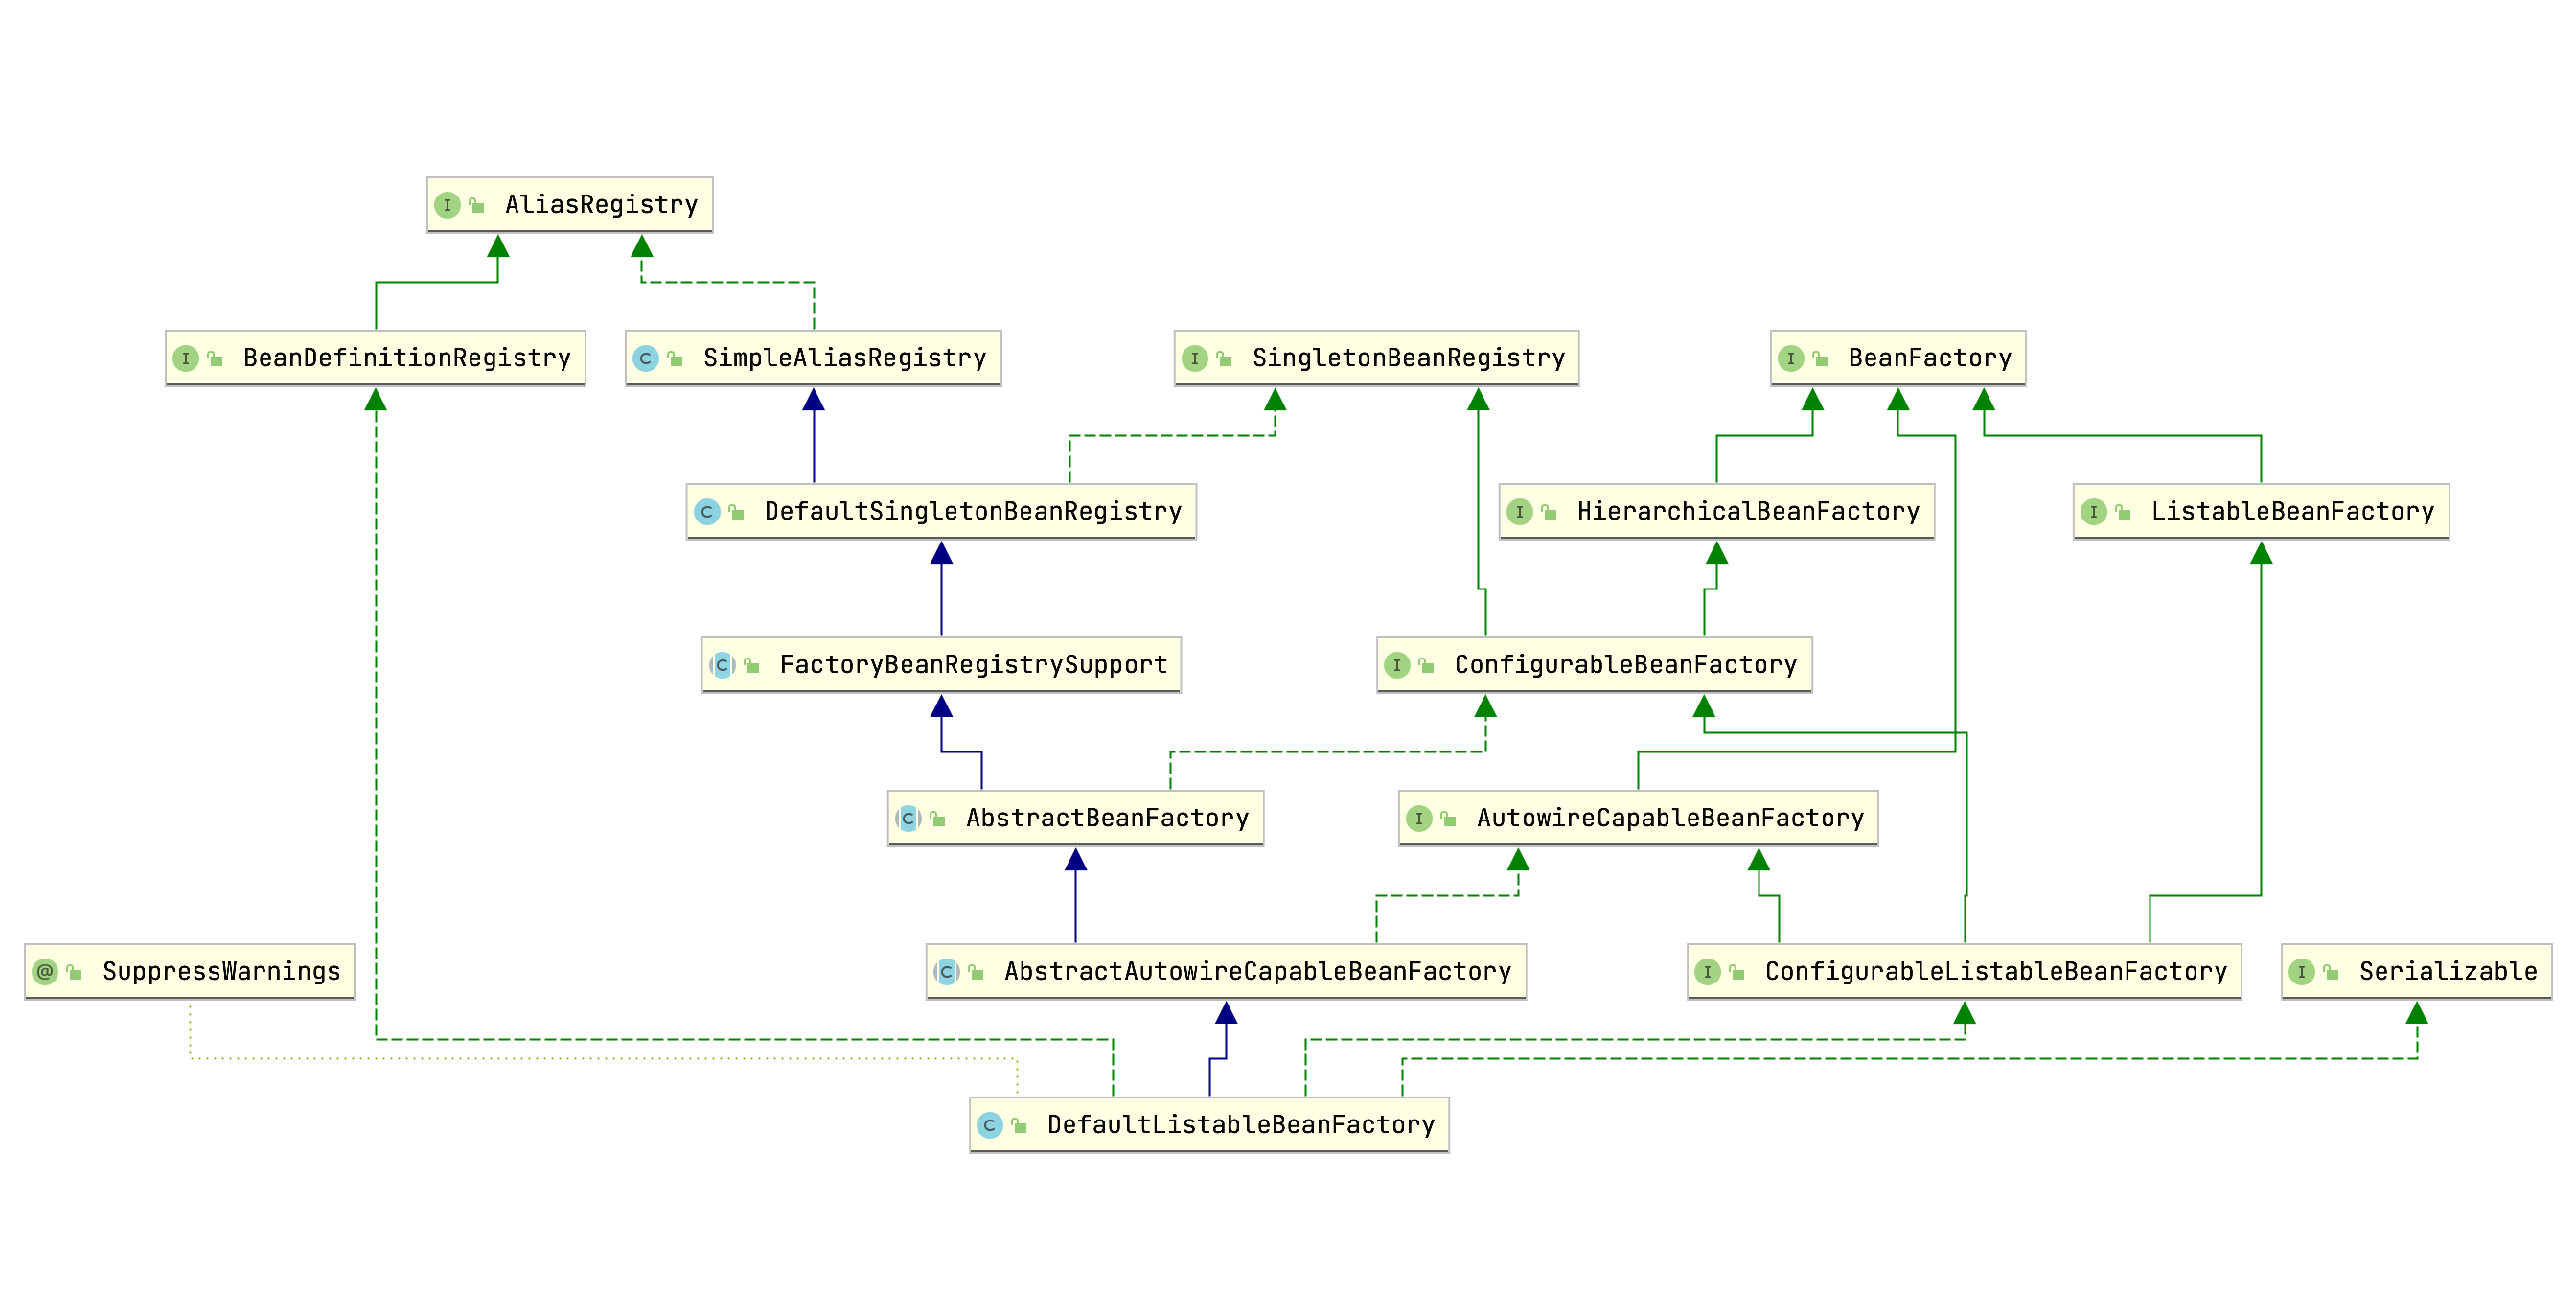 I AliasRegistry
I BeanDefinitionRegistry
C SimpleAliasRegistry
I SingletonBeanRegistry
I BeanFactory
C DefaultSingletonBeanRegistry
I HierarchicalBeanFactory
I ListableBeanFactory
C FactoryBeanRegistrySupport
I ConfigurableBeanFactory
C AbstractBeanFactory
I AutowireCapableBeanFactory
@ SuppressWarnings
C AbstractAutowireCapableBeanFactory
I ConfigurableListableBeanFactory
I Serializable
C DefaultListableBeanFactory